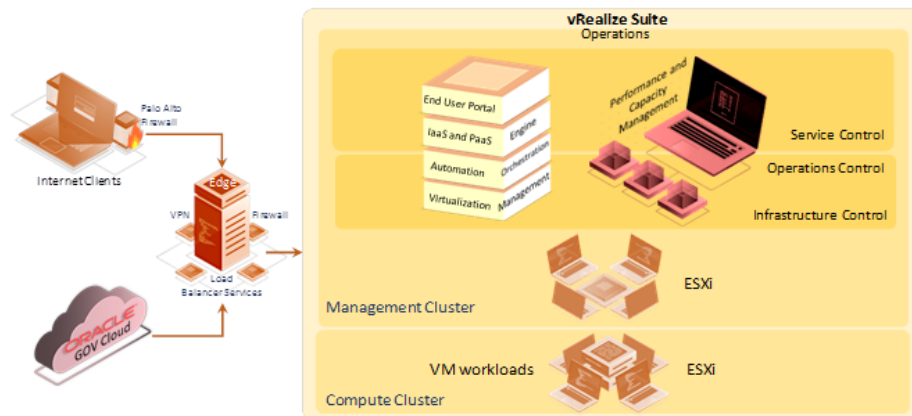 vRealize Suite
Operations
End User Portal
IaaS and PaaS
Automation
Virtualization
Engine
Orchestration
Management
Performance and
Capacity
Management
Service Control
Operations Control
Infrastructure Control
Palo Alto
Firewall
Internet Clients
Edge
VPN
Firewall
Load
Balancer Services
ORACLE
GOV Cloud
ESXi
Management Cluster
VM workloads
ESXi
Compute Cluster